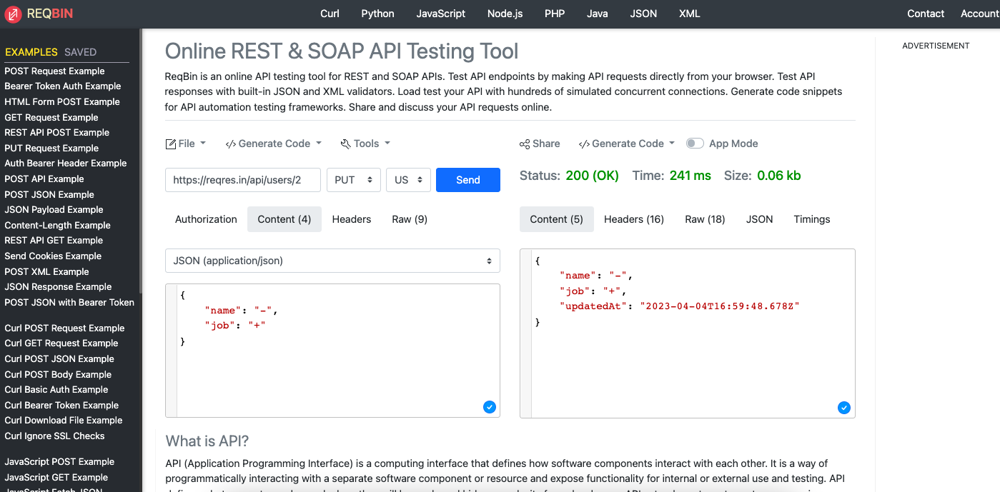 REQBIN
Curl Python JavaScript Node.js PHP Java JSON XML
Contact Account
EXAMPLES SAVED
POST Request Example
Bearer Token Auth Example
HTML Form POST Example
GET Request Example
REST API POST Example
PUT Request Example
Auth Bearer Header Example
POST API Example
POST JSON Example
JSON Payload Example
Content-Length Example
REST API GET Example
Send Cookies Example
POST XML Example
JSON Response Example
POST JSON with Bearer Token
Curl POST Request Example
Curl GET Request Example
Curl POST JSON Example
Curl POST Body Example
Curl Basic Auth Example
Curl Bearer Token Example
Curl Download File Example
Curl Ignore SSL Checks
JavaScript POST Example
JavaScript GET Example
JavaScript Fetch JSON
Online REST & SOAP API Testing Tool
ReqBin is an online API testing tool for REST and SOAP APIs. Test API endpoints by making API requests directly from your browser. Test API
responses with built-in JSON and XML validators. Load test your API with hundreds of simulated concurrent connections. Generate code snippets
for API automation testing frameworks. Share and discuss your API requests online.
File Generate Code Tools
https://reqres.in/api/users/2 PUT US Send
Authorization Content (4) Headers Raw (9)
JSON (application/json)
{
"name": "-",
"job": "+"
}
Share Generate Code App Mode
Status: 200 (OK) Time: 241 ms Size: 0.06 kb
Content (5) Headers (16) Raw (18) JSON Timings
{
"name": "-",
"job": "+",
"updatedAt": "2023-04-04T16:59:48.678Z"
}
What is API?
API (Application Programming Interface) is a computing interface that defines how software components interact with each other. It is a way of
programmatically interacting with a separate software component or resource and expose functionality for internal or external use and testing. API
ADVERTISEMENT